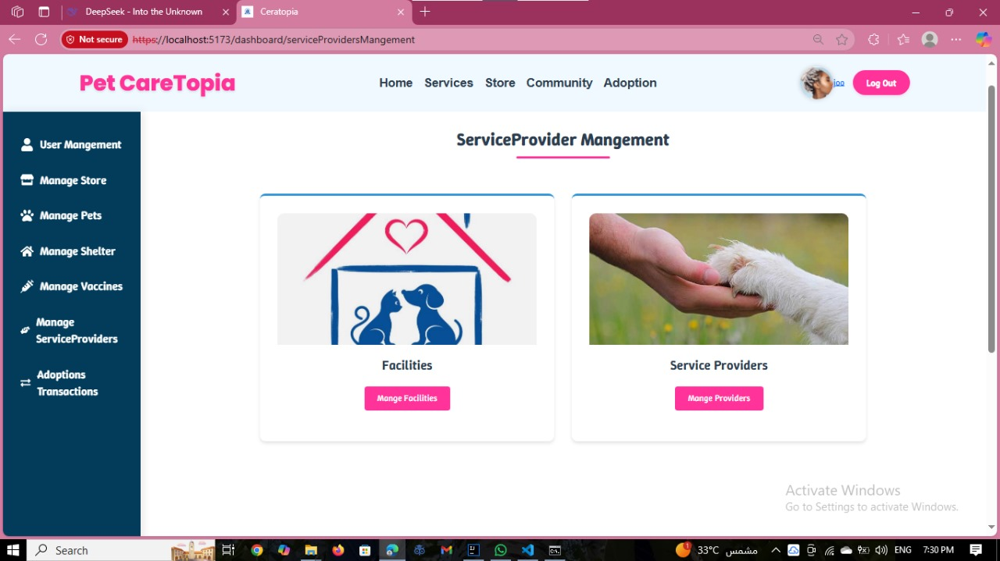 DeepSeek - Into the Unknown
Ceratopia
Not secure
https://localhost:5173/dashboard/serviceProvidersMangement
Pet CareTopia
Home
Services
Store
Community
Adoption
joo
Log Out
User Mangement
Manage Store
Manage Pets
Manage Shelter
Manage Vaccines
Manage
ServiceProviders
Adoptions
Transactions
ServiceProvider Mangement
Facilities
Mange Facilities
Service Providers
Mange Providers
Activate Windows
Go to Settings to activate Windows.
Search
1
33°C مشمس
ENG
7:30 PM